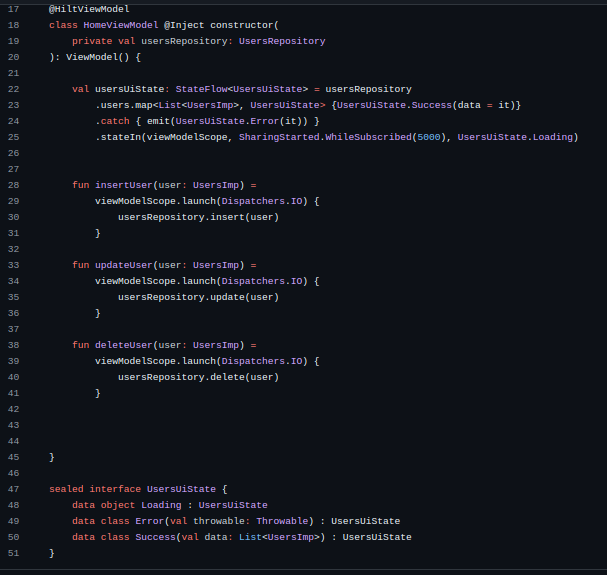 17 @HiltViewModel
18 class HomeViewModel @Inject constructor(
19 private val usersRepository: UsersRepository
20 ): ViewModel() {
21
22 val usersUiState: StateFlow<UsersUiState> = usersRepository
23 .users.map<List<UsersImp>, UsersUiState> {UsersUiState.Success(data = it)}
24 .catch { emit(UsersUiState.Error(it)) }
25 .stateIn(viewModelScope, SharingStarted.WhileSubscribed(5000), UsersUiState.Loading)
26
27
28 fun insertUser(user: UsersImp) =
29 viewModelScope.launch(Dispatchers.IO) {
30 usersRepository.insert(user)
31 }
32
33 fun updateUser(user: UsersImp) =
34 viewModelScope.launch(Dispatchers.IO) {
35 usersRepository.update(user)
36 }
37
38 fun deleteUser(user: UsersImp) =
39 viewModelScope.launch(Dispatchers.IO) {
40 usersRepository.delete(user)
41 }
42
43
44
45 }
46
47 sealed interface UsersUiState {
48 data object Loading : UsersUiState
49 data class Error(val throwable: Throwable) : UsersUiState
50 data class Success(val data: List<UsersImp>) : UsersUiState
51 }